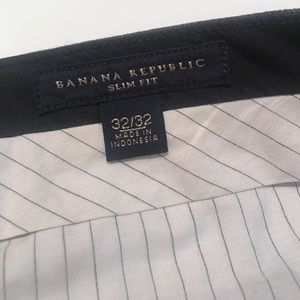 BANANA REPUBLIC
SLIM FIT
32/32
MADE IN
INDONESIA